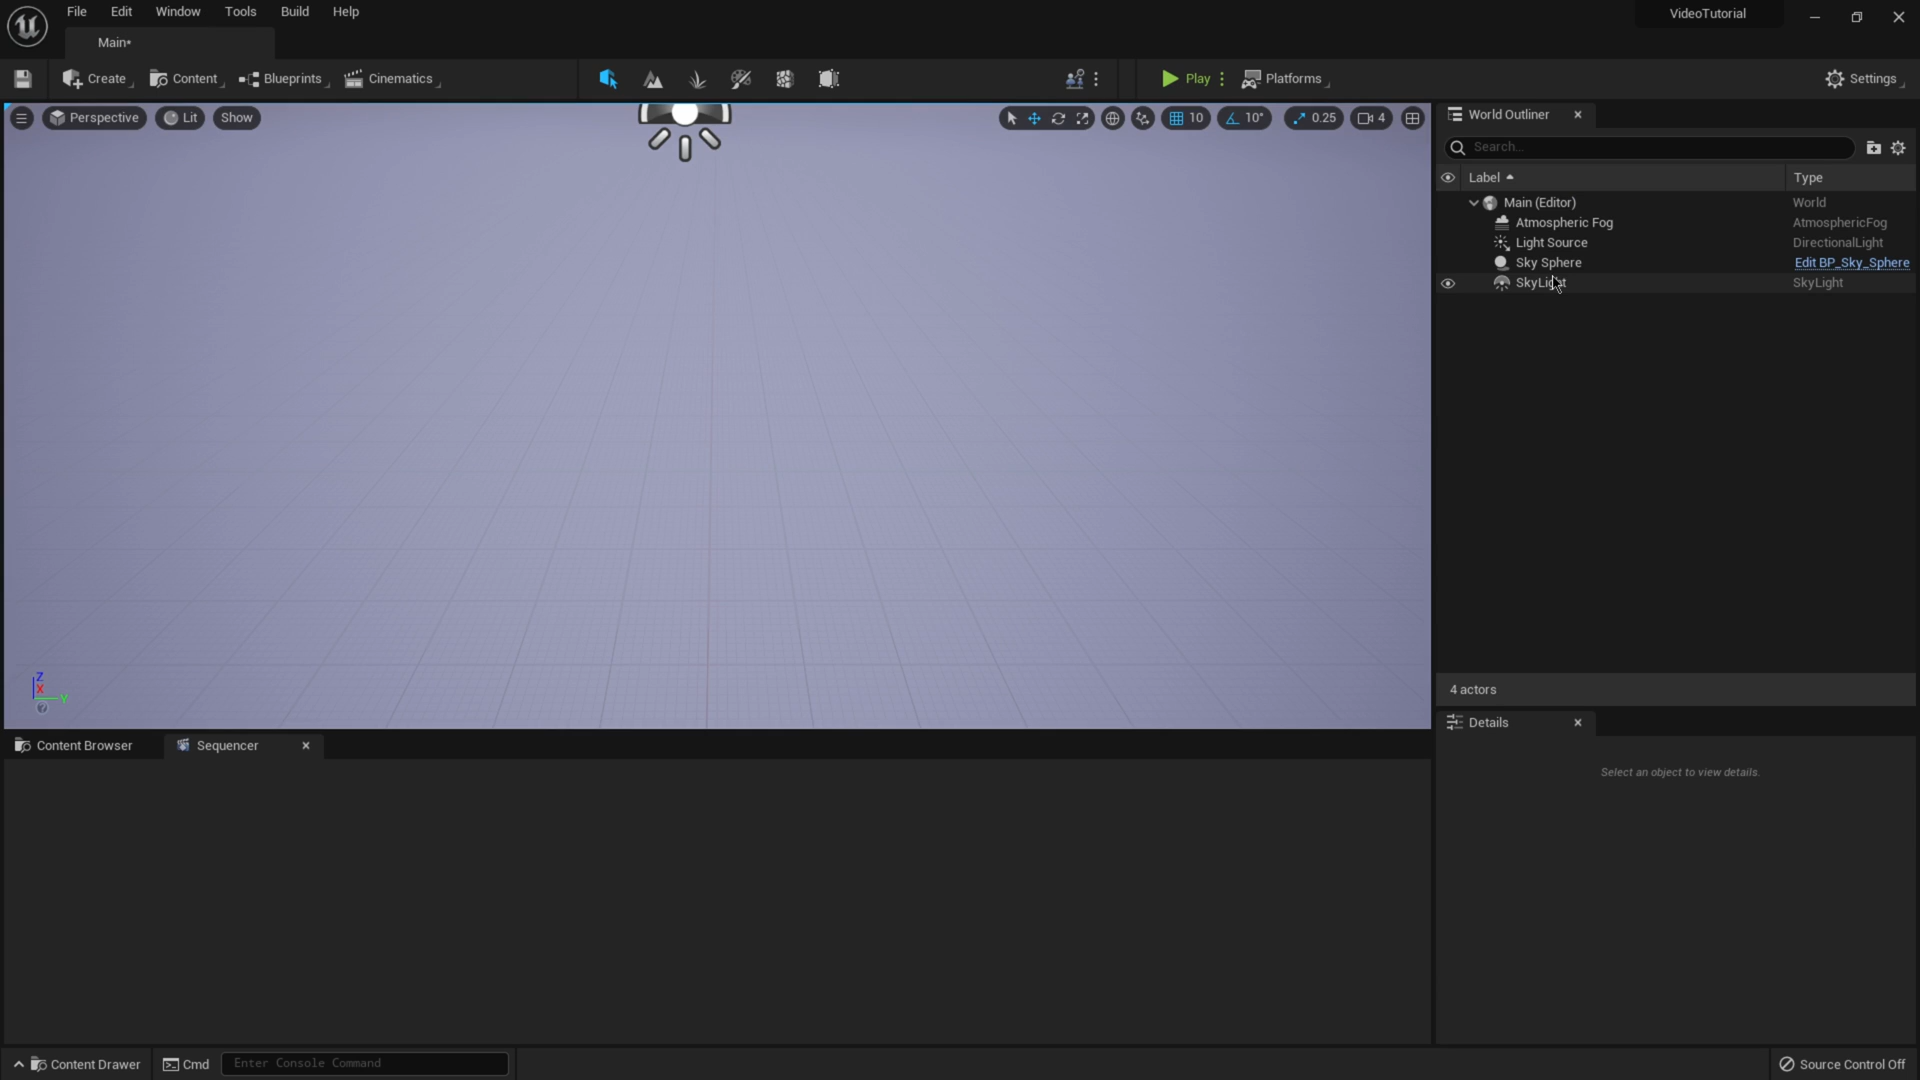 File Edit Window Tools Build Help VideoTutorial
Main*
Create Content Blueprints Cinematics Play Platforms Settings
Perspective Lit Show 10 10° 0.25 4
World Outliner
Search...
Label Type
Main (Editor) World
Atmospheric Fog AtmosphericFog
Light Source DirectionalLight
Sky Sphere Edit BP_Sky_Sphere
SkyLight SkyLight
Z
X
Y
4 actors
Content Browser Sequencer
Details
Select an object to view details.
Content Drawer Cmd Enter Console Command Source Control Off